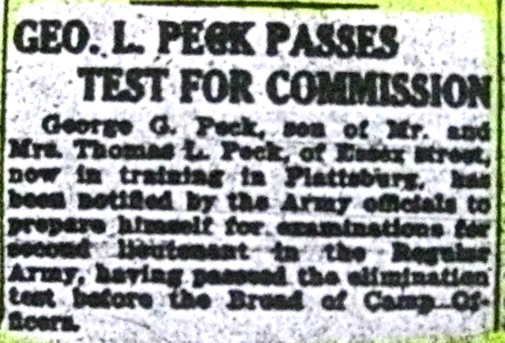 GEO. L. PECK PASSES
TEST FOR COMMISSION
George G. Peck, son of Mr. and
Mrs. Thomas L. Peck, of Essex street,
now in training in Plattsburg, has
been notified by the Army officials to
prepare himself for examinations for
second lieutenant in the Regular
Army, having passed the elimination
test before the Broad of Camp Of-
ficers.